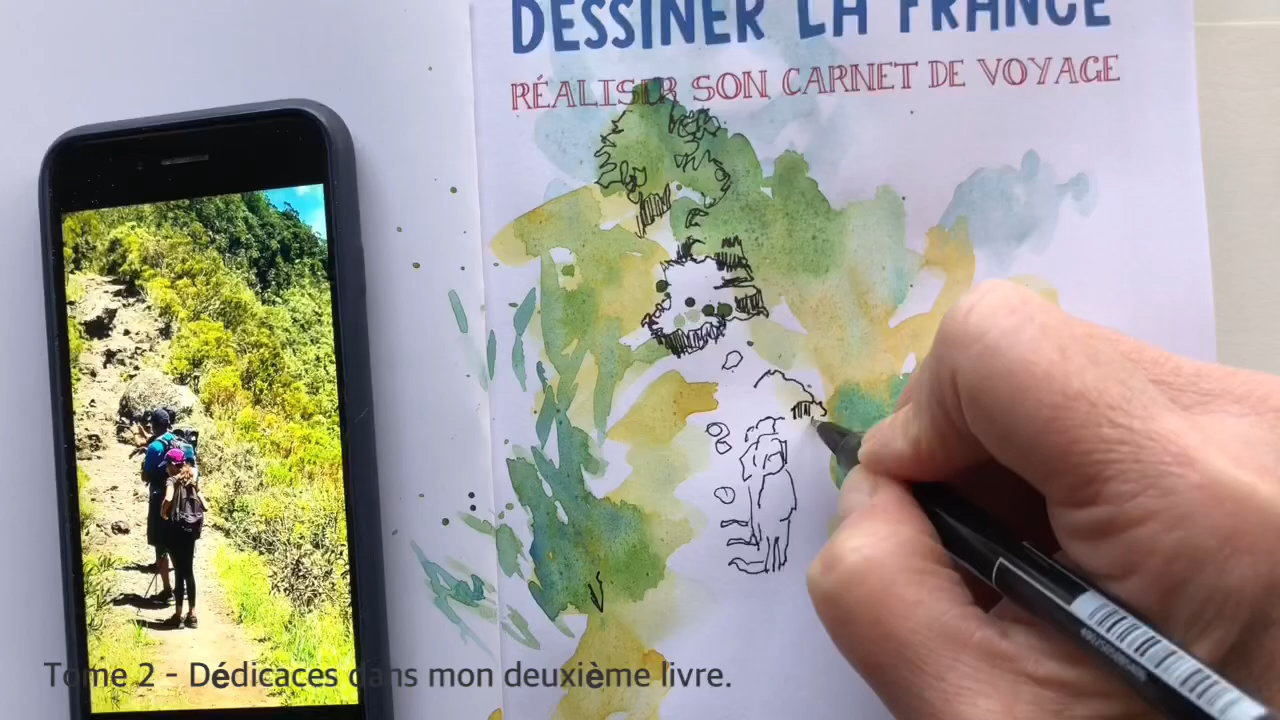 DESSINER LA FRANCE
RÉALISER SON CARNET DE VOYAGE
Tome 2 - Dédicaces dans mon deuxième livre.